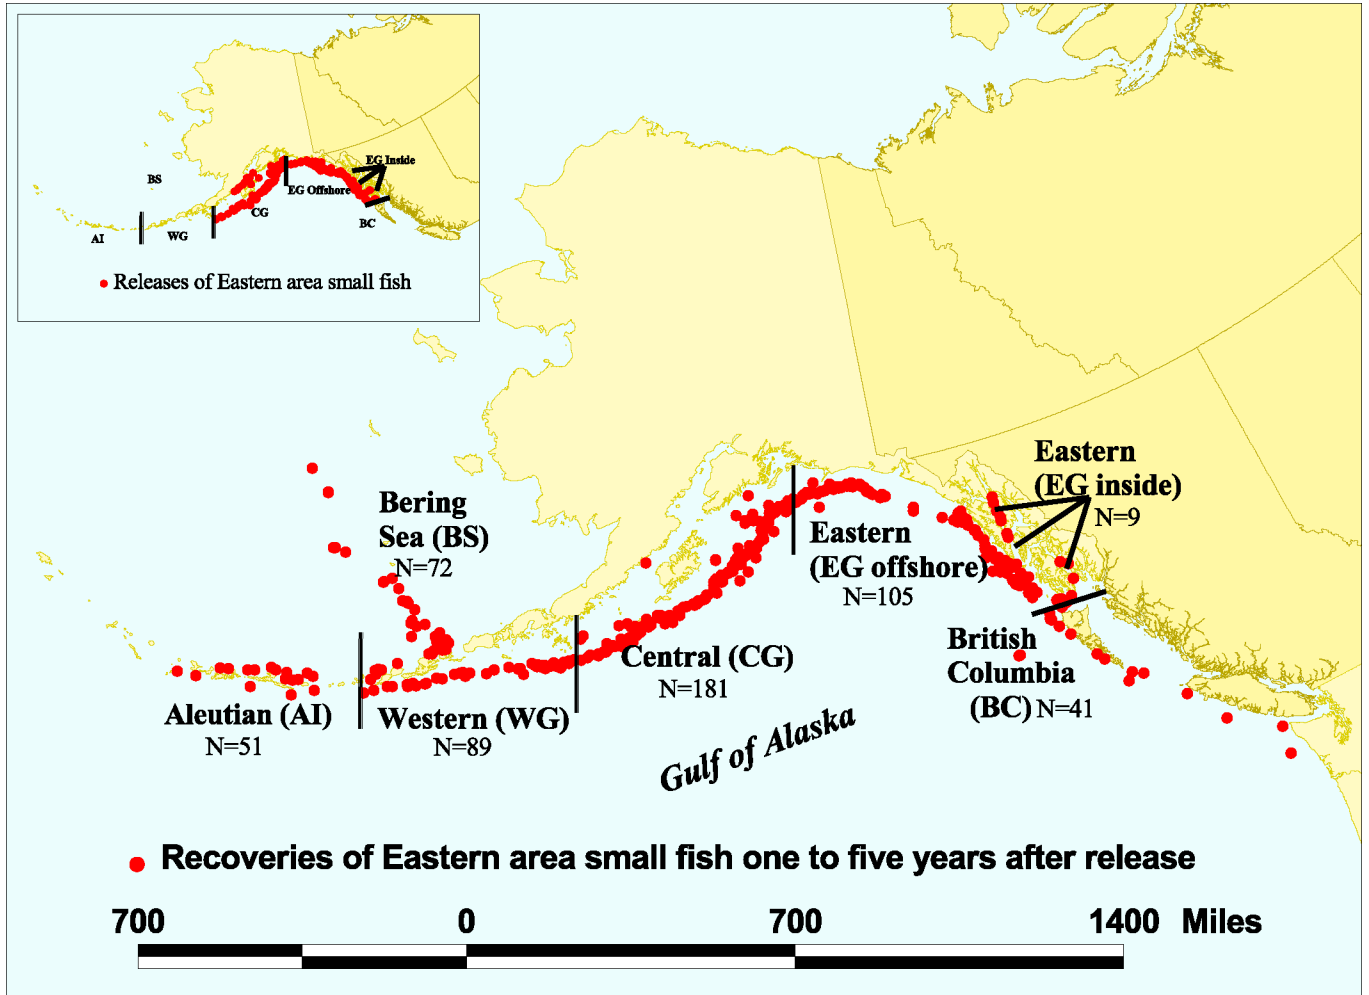 EG Inside
BS
EG Offshore
CG
BC
AI
WG
Releases of Eastern area small fish
Eastern
(EG inside)
N=9
Bering
Sea (BS)
N=72
Eastern
(EG offshore)
N=105
British
Columbia
(BC) N=41
Central (CG)
N=181
Aleutian (AI)
N=51
Western (WG)
N=89
Gulf of Alaska
Recoveries of Eastern area small fish one to five years after release
700 0 700 1400 Miles